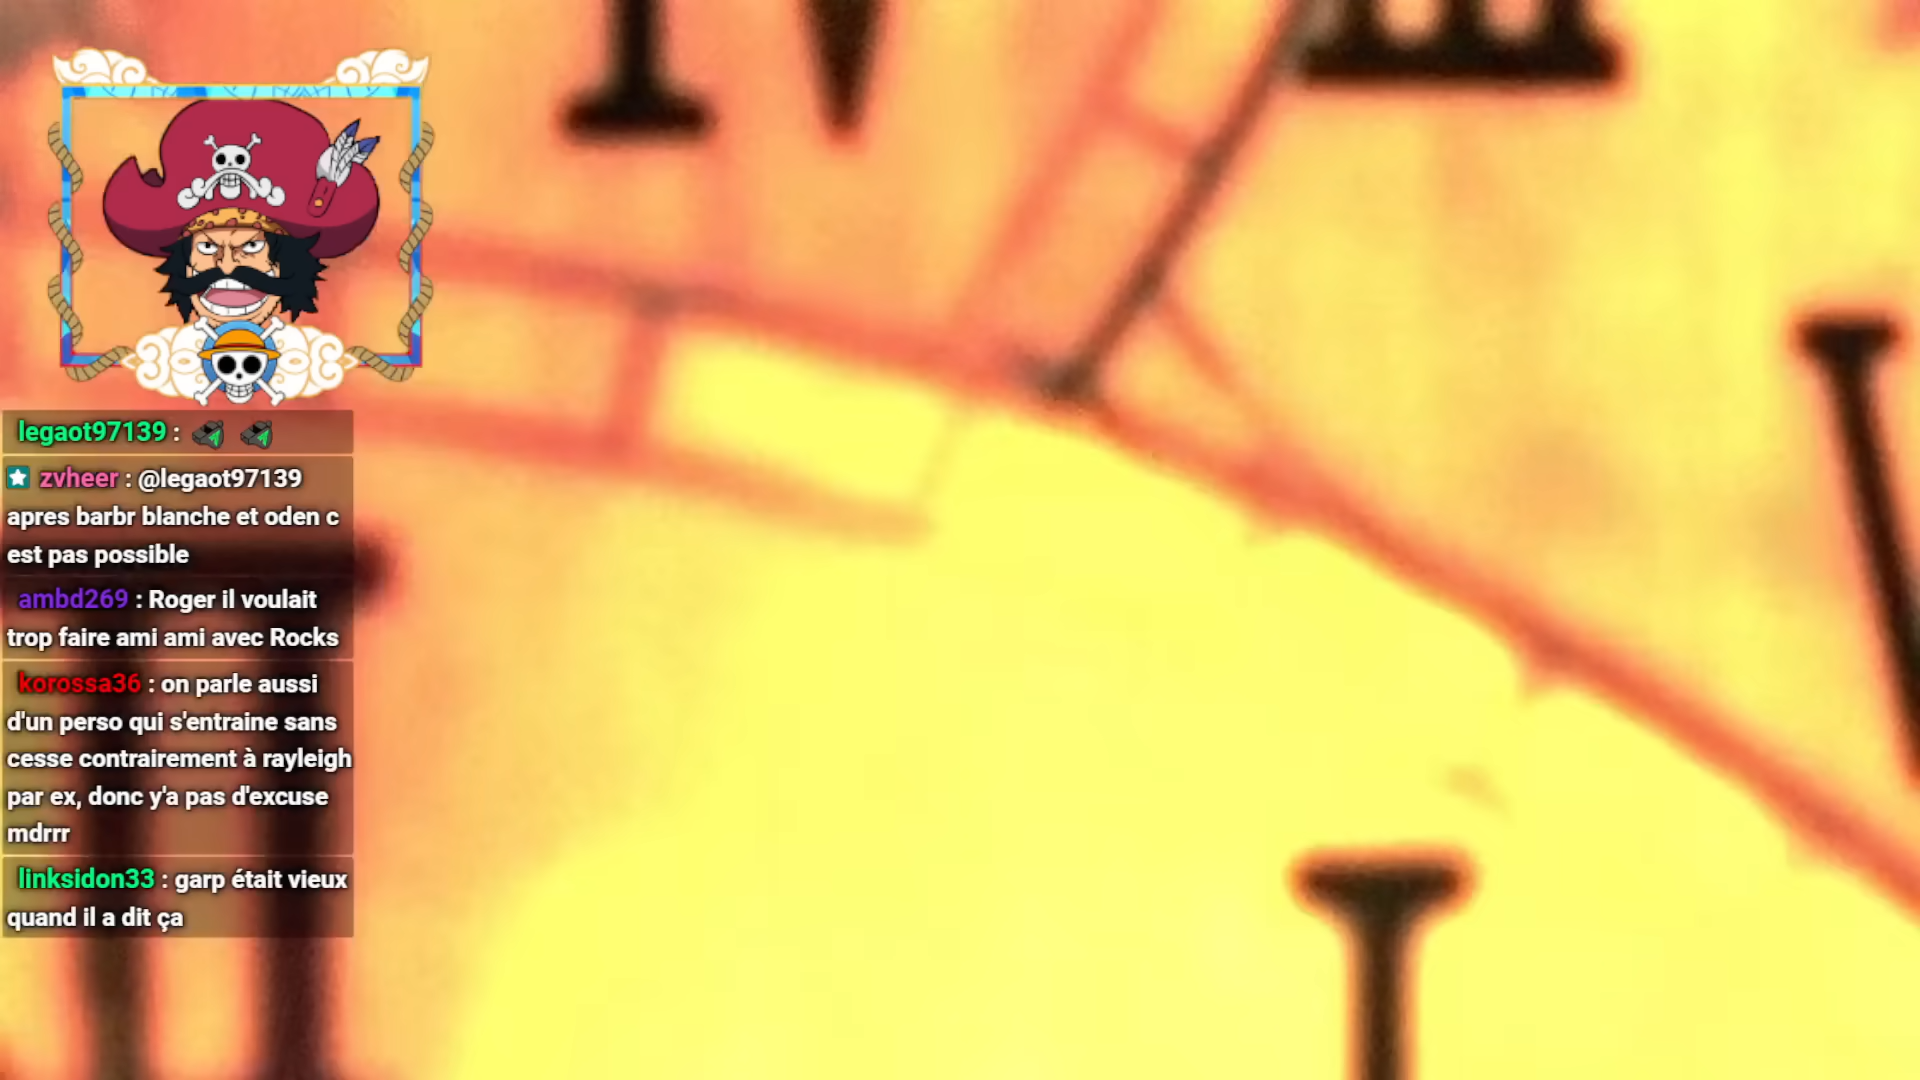 IV
III
legaot97139 :
zvheer : @legaot97139
apres barbr blanche et oden c
est pas possible
ambd269 : Roger il voulait
trop faire ami ami avec Rocks
korossa36 : on parle aussi
d'un perso qui s'entraine sans
cesse contrairement à rayleigh
par ex, donc y'a pas d'excuse
mdrrr
linksidon33 : garp était vieux
quand il a dit ça